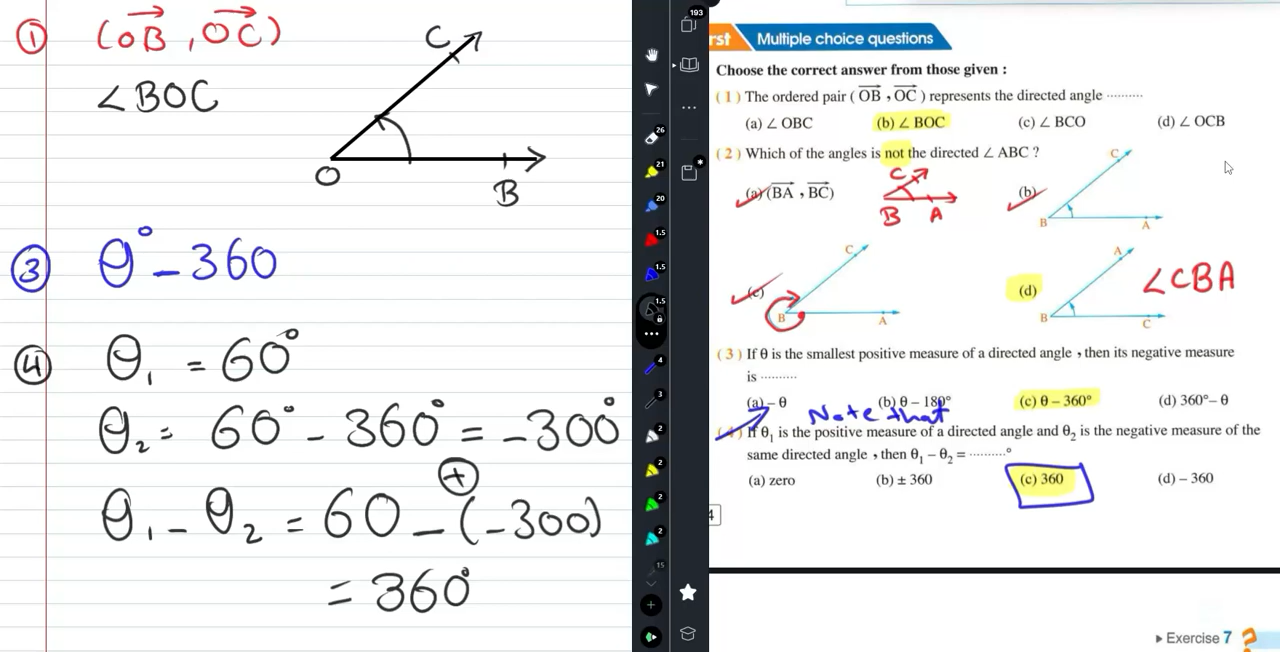 ① (OB , OC)
∠BOC
C
O
B
③ θ° - 360
④ θ₁ = 60°
θ₂ = 60° - 360° = -300°
+
θ₁ - θ₂ = 60 - (-300)
= 360°
193
26
21
20
1.5
1.5
1.5
4
3
2
2
2
2
15
rst Multiple choice questions
Choose the correct answer from those given :
(1) The ordered pair (OB , OC) represents the directed angle ..........
(a) ∠ OBC (b) ∠ BOC (c) ∠ BCO (d) ∠ OCB
(2) Which of the angles is not the directed ∠ ABC ?
(a) (BA , BC) C B A (b) C B A
(c) C B A (d) A B C ∠CBA
(3) If θ is the smallest positive measure of a directed angle , then its negative measure
is ..........
(a) – θ (b) θ – 180° (c) θ – 360° (d) 360° – θ
Note that
If θ₁ is the positive measure of a directed angle and θ₂ is the negative measure of the
same directed angle , then θ₁ – θ₂ = ..........°
(a) zero (b) ± 360 (c) 360 (d) – 360
4
▸ Exercise 7 ?